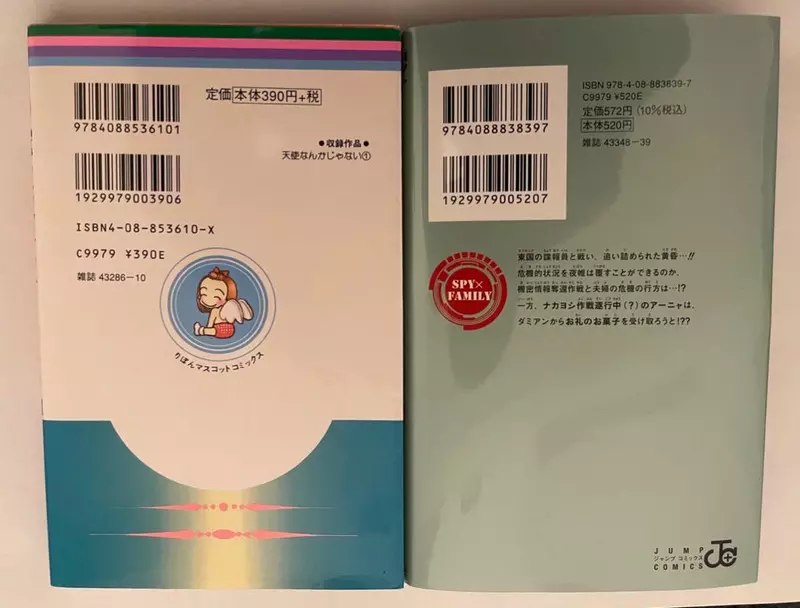 9784088536101
定価 本体390円+税
●収録作品●
天使なんかじゃない①
1929979003906
ISBN4-08-853610-X
C9979 ¥390E
雑誌 43286-10
りぼんマスコットコミックス
9784088838397
1929979005207
ISBN 978-4-08-883639-7
C9979 ¥520E
定価572円 (10%税込)
本体520円
雑誌 43348-39
SPY×
FAMILY
東国の諜報員と戦い、追い詰められた黄昏…!!
危機的状況を夜帷は覆すことができるのか。
機密情報奪還作戦と夫婦の危機の行方は…!?
一方、ナカヨシ作戦遂行中(?)のアーニャは、
ダミアンからお礼のお菓子を受け取ろうと!??
JUMP
ジャンプ コミックス
COMICS